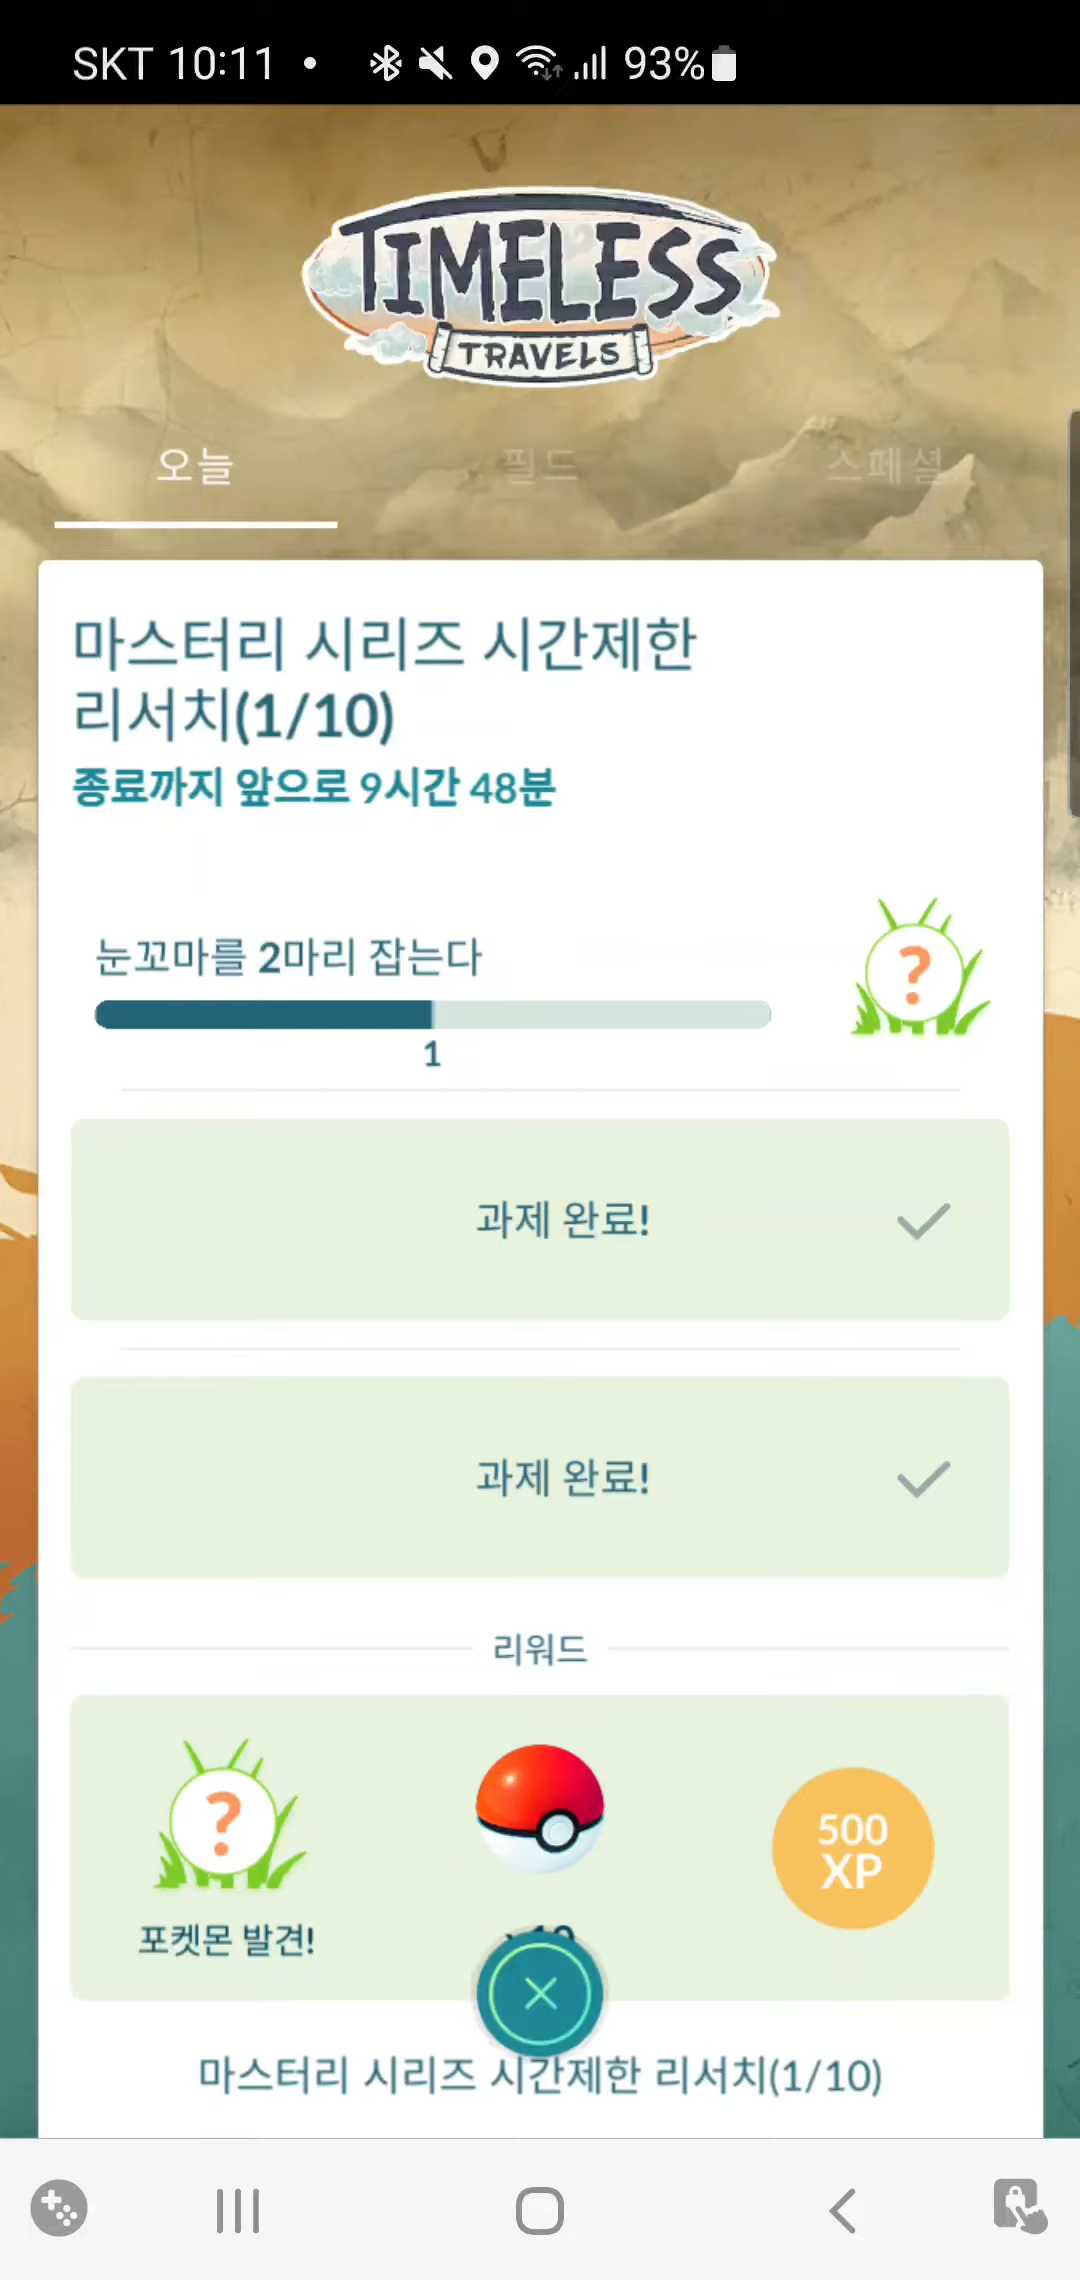 SKT 10:11 • 93%
TIMELESS
TRAVELS
오늘 필드 스페셜
마스터리 시리즈 시간제한
리서치(1/10)
종료까지 앞으로 9시간 48분
눈꼬마를 2마리 잡는다
?
1
과제 완료!
과제 완료!
리워드
?
500
XP
포켓몬 발견!
마스터리 시리즈 시간제한 리서치(1/10)